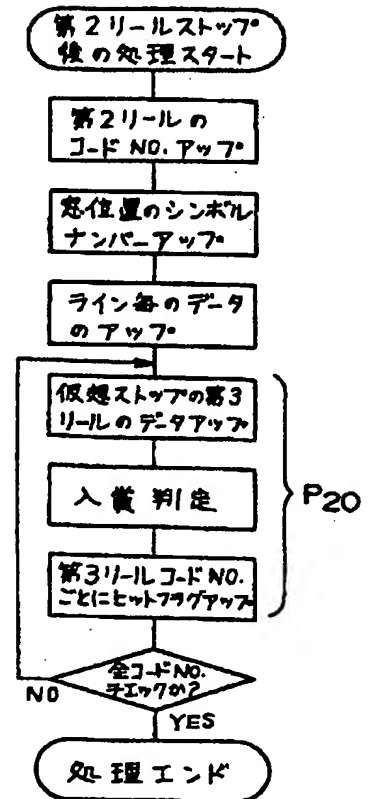 第2リールストップ
後の処理スタート
第2リールの
コードNO.アップ
窓位置のシンボル
ナンバーアップ
ライン毎のデータ
のアップ
仮想ストップの第3
リールのデータアップ
入賞判定
P20
第3リールコードNO.
ごとにヒットフラグアップ
全コードNO.
チェックか?
NO
YES
処理エンド